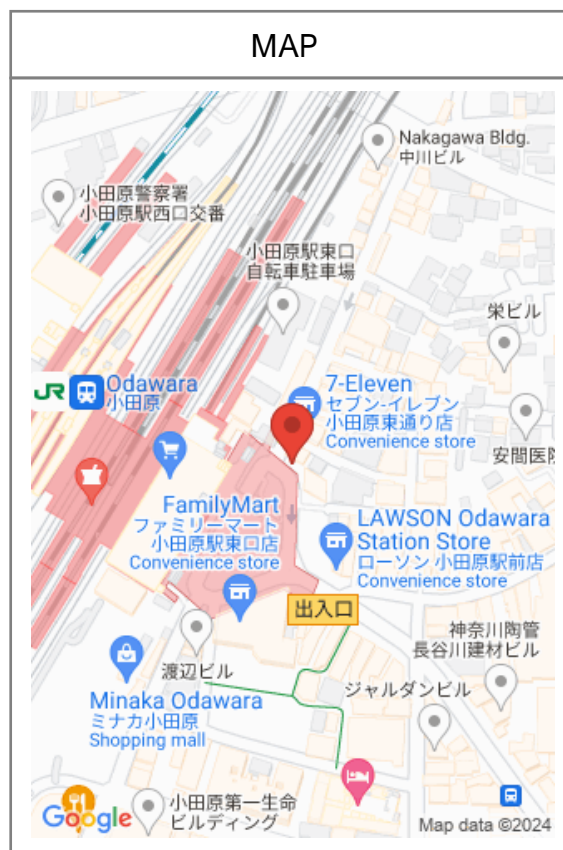 MAP
Nakagawa Bldg.
中川ビル
小田原警察署
小田原駅西口交番
小田原駅東口
自転車駐車場
栄ビル
JR
Odawara
小田原
7-Eleven
セブン-イレブン
小田原東通り店
Convenience store
安間医院
FamilyMart
ファミリーマート
小田原駅東口店
Convenience store
LAWSON Odawara
Station Store
ローソン 小田原駅前店
Convenience store
出入口
神奈川陶管
長谷川建材ビル
渡辺ビル
ジャルダンビル
Minaka Odawara
ミナカ小田原
Shopping mall
小田原第一生命
ビルディング
Google
Map data ©2024